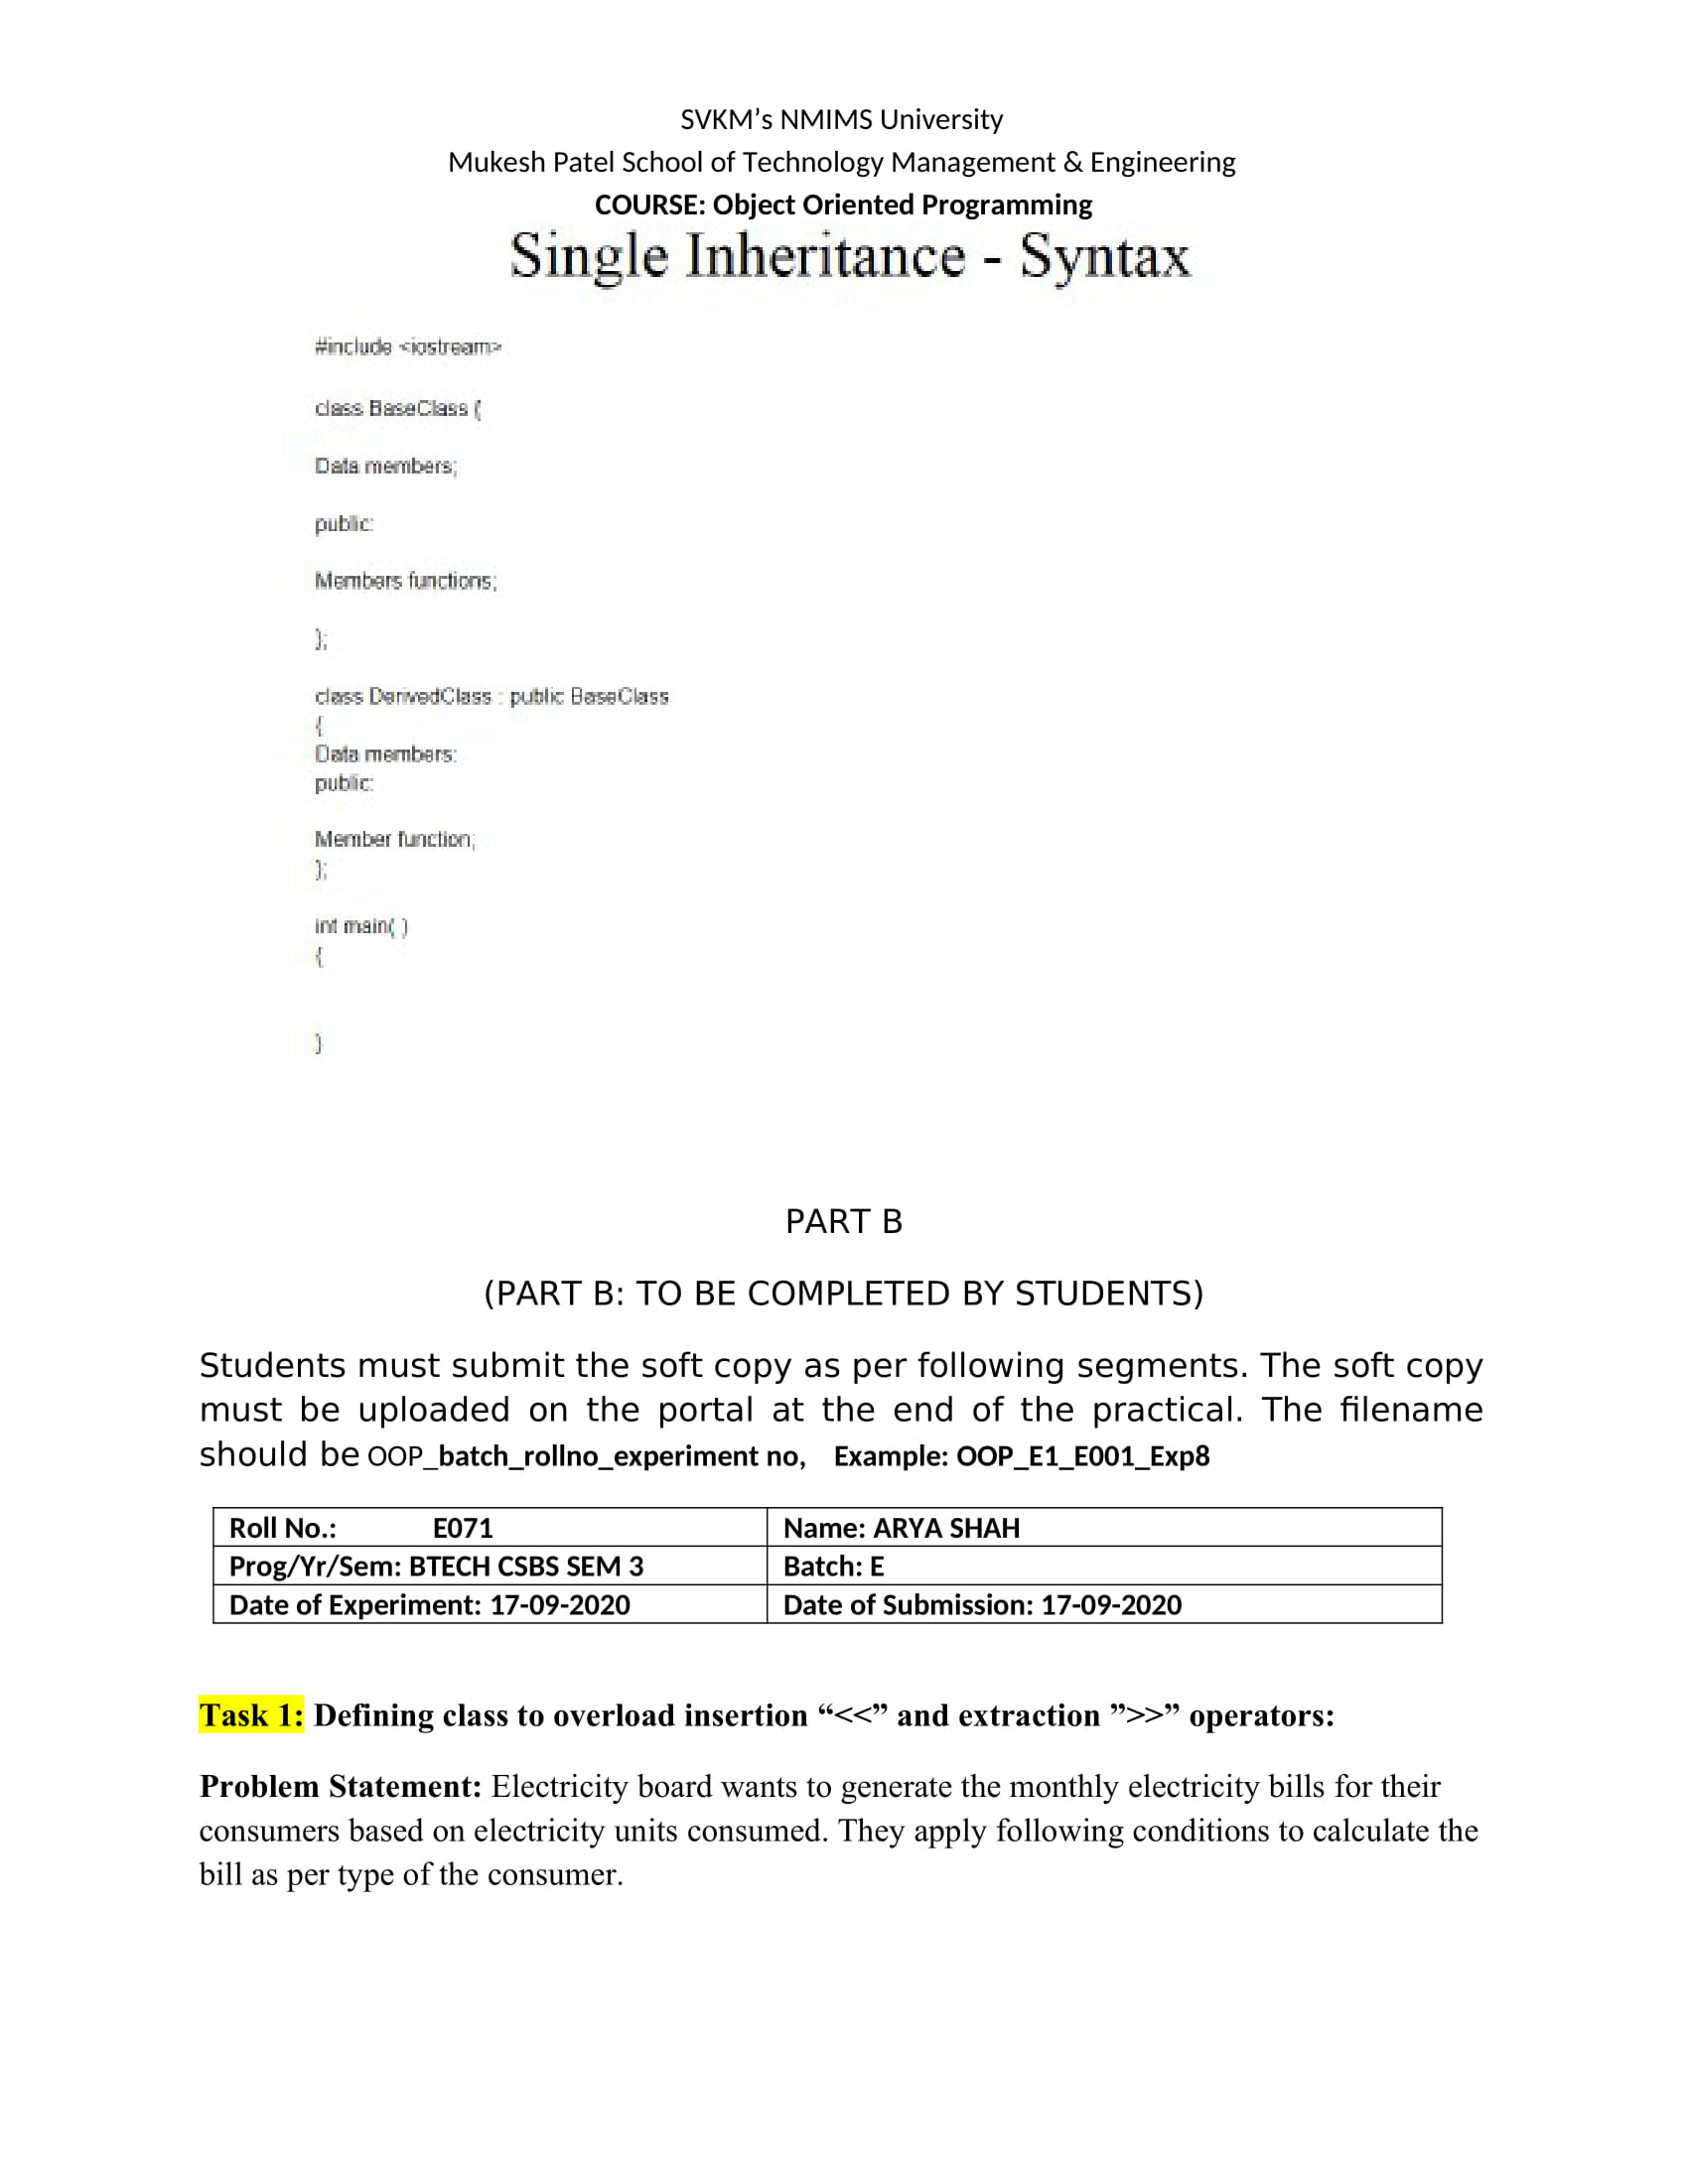 SVKM’s NMIMS University
Mukesh Patel School of Technology Management & Engineering
COURSE: Object Oriented Programming
Single Inheritance - Syntax
#include <iostream>
class BaseClass {
Data members;
public:
Members functions;
};
class DerivedClass : public BaseClass
{
Data members:
public:
Member function;
};
int main( )
{
}
PART B
(PART B: TO BE COMPLETED BY STUDENTS)
Students must submit the soft copy as per following segments. The soft copy
must be uploaded on the portal at the end of the practical. The filename
should be OOP_batch_rollno_experiment no, Example: OOP_E1_E001_Exp8
Roll No.: E071 Name: ARYA SHAH
Prog/Yr/Sem: BTECH CSBS SEM 3 Batch: E
Date of Experiment: 17-09-2020 Date of Submission: 17-09-2020
Task 1: Defining class to overload insertion “<<” and extraction ”>>” operators:
Problem Statement: Electricity board wants to generate the monthly electricity bills for their
consumers based on electricity units consumed. They apply following conditions to calculate the
bill as per type of the consumer.